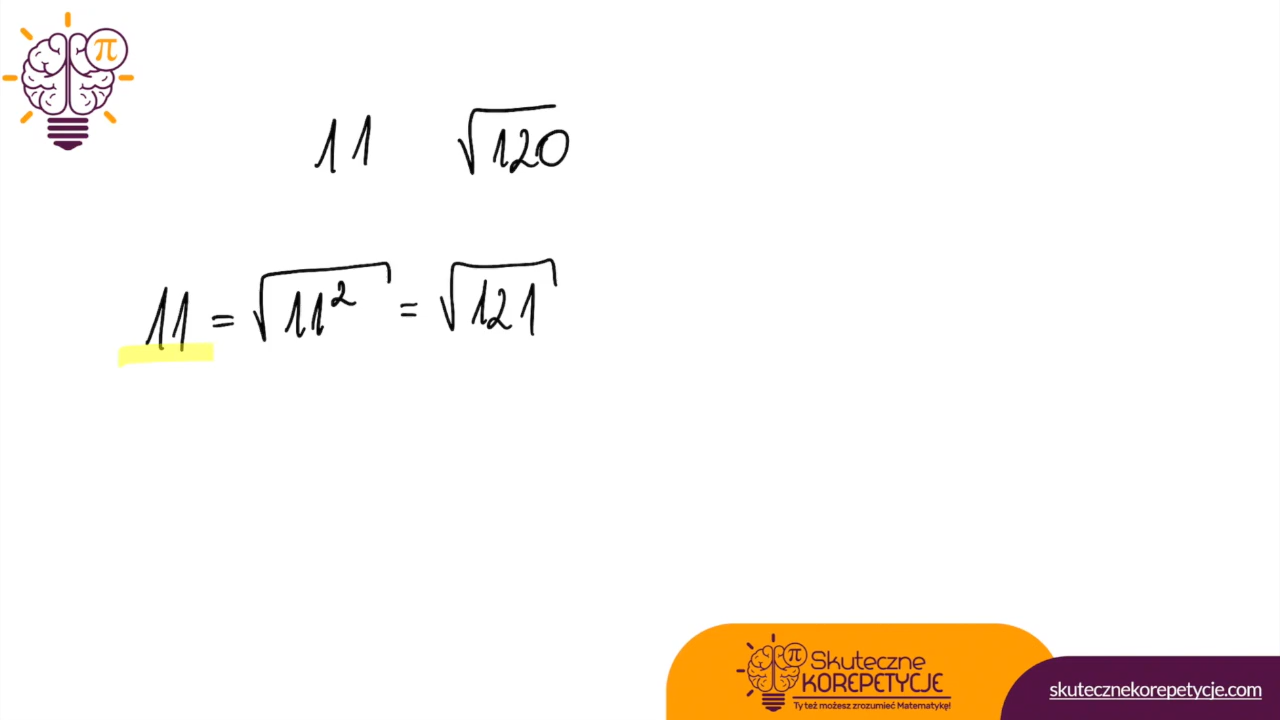 π
11 √120
11 = √11² = √121
π
Skuteczne
KOREPETYCJE
Ty też możesz zrozumieć Matematykę!
skutecznekorepetycje.com